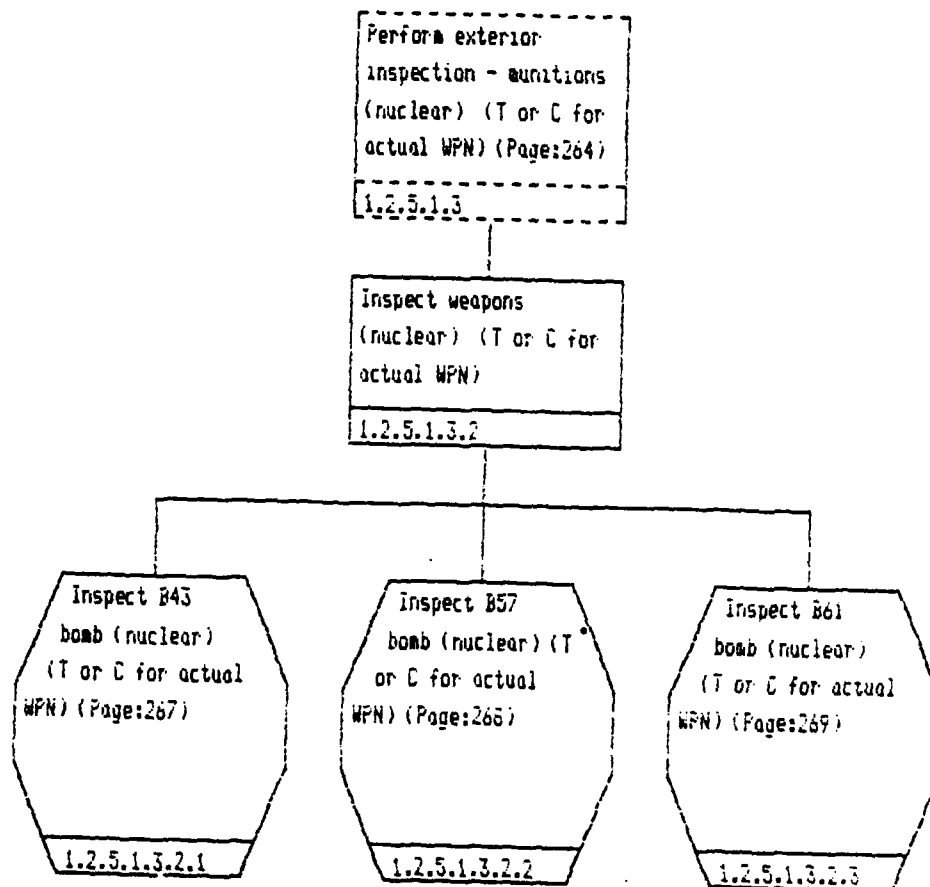 Perform exterior
inspection - munitions
(nuclear) (T or C for
actual WPN) (Page:264)
1.2.5.1.3
Inspect weapons
(nuclear) (T or C for
actual WPN)
1.2.5.1.3.2
Inspect B43
bomb (nuclear)
(T or C for actual
WPN) (Page:267)
1.2.5.1.3.2.1
Inspect B57
bomb (nuclear) (T
or C for actual
WPN) (Page:268)
1.2.5.1.3.2.2
Inspect B61
bomb (nuclear)
(T or C for actual
WPN) (Page:269)
1.2.5.1.3.2.3